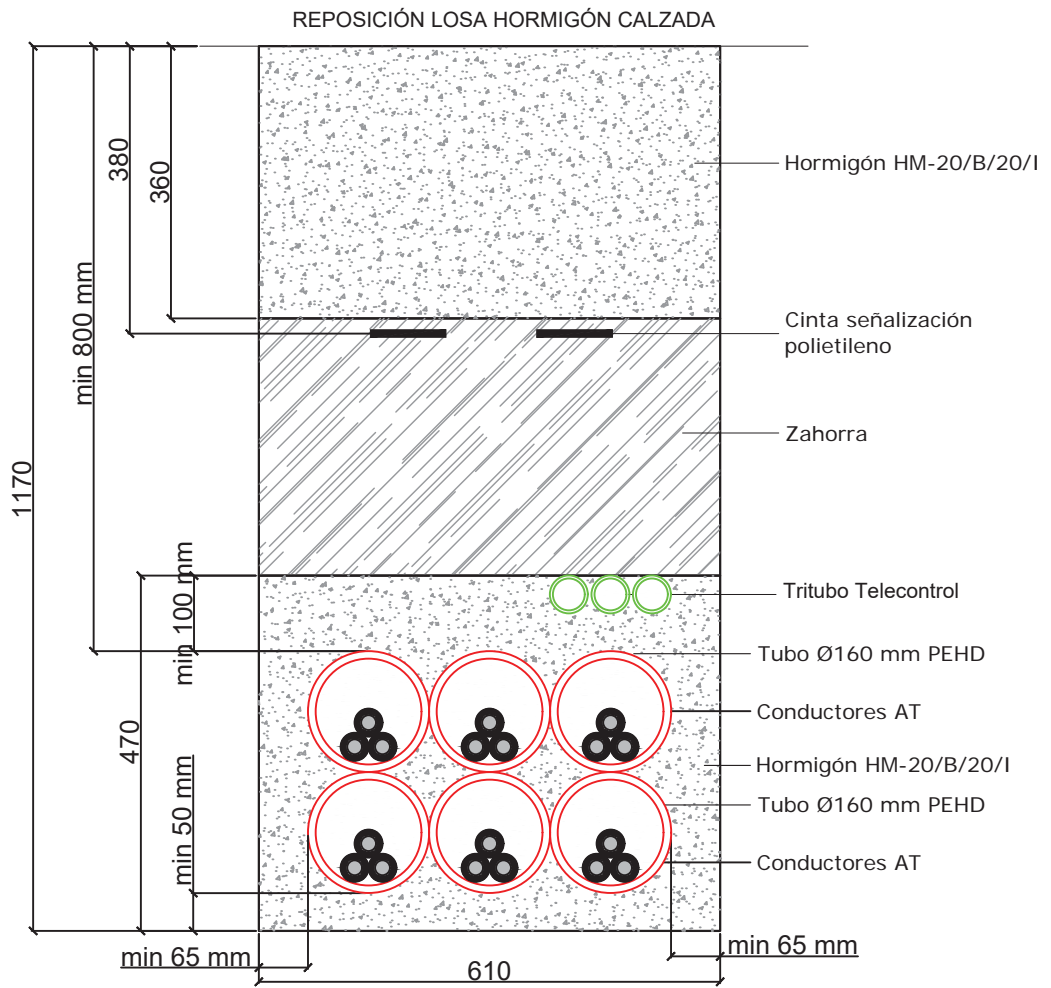 REPOSICIÓN LOSA HORMIGÓN CALZADA
Hormigón HM-20/B/20/I
380
360
min 800 mm
Cinta señalización
polietileno
Zahorra
1170
min 100 mm
Tritubo Telecontrol
Tubo Ø160 mm PEHD
Conductores AT
470
Hormigón HM-20/B/20/I
Tubo Ø160 mm PEHD
min 50 mm
Conductores AT
min 65 mm
610
min 65 mm